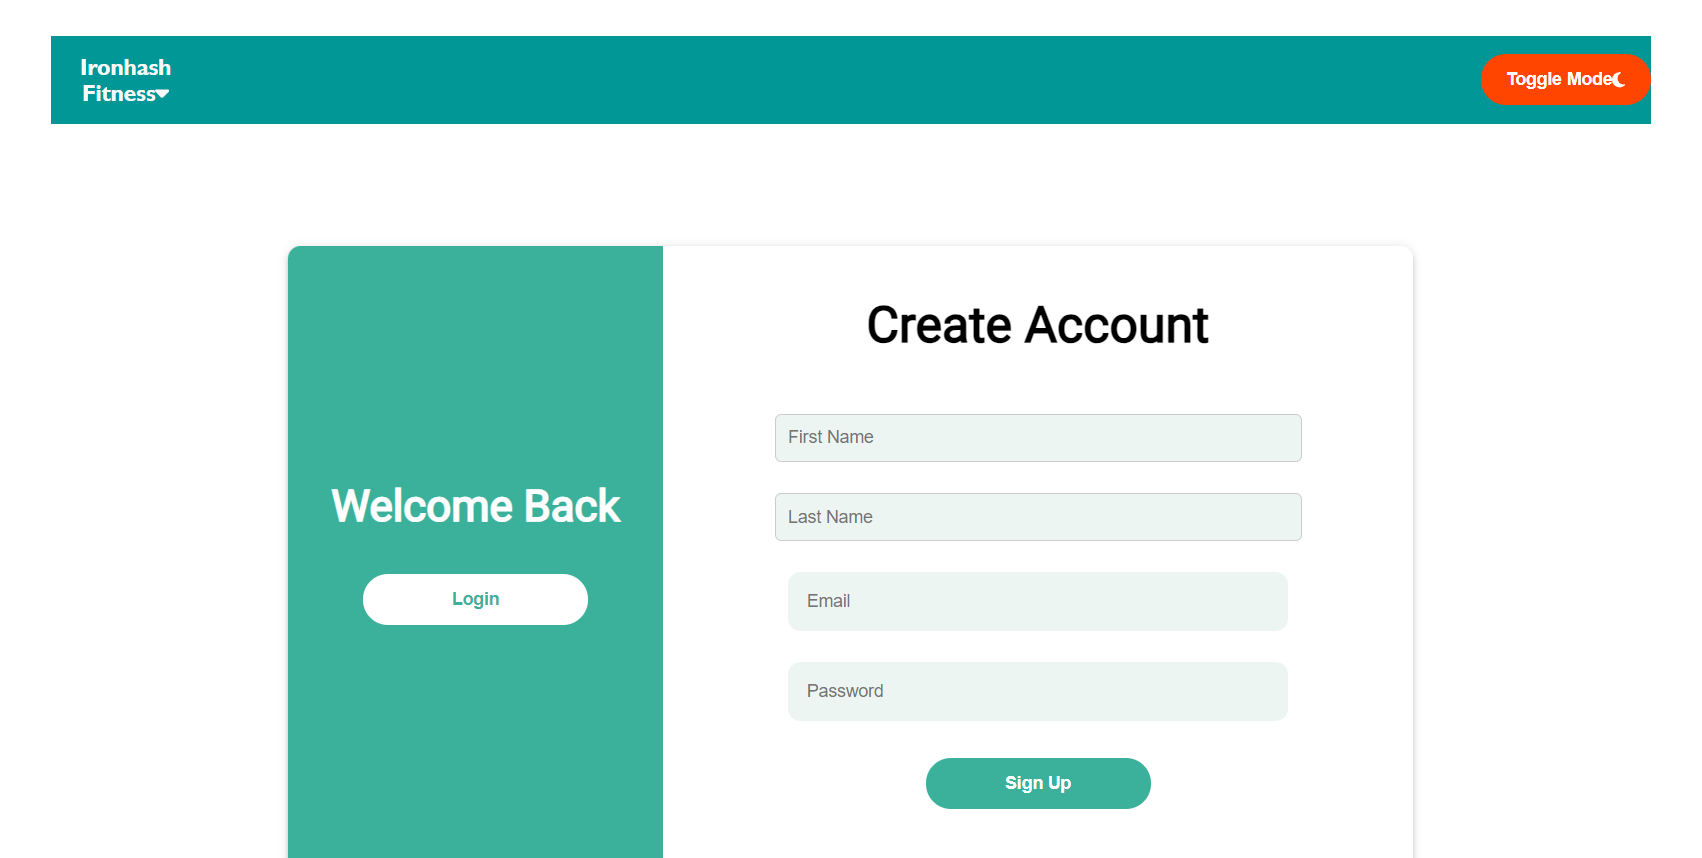 Ironhash
Fitness
Toggle Mode
Welcome Back
Login
Create Account
First Name
Last Name
Email
Password
Sign Up